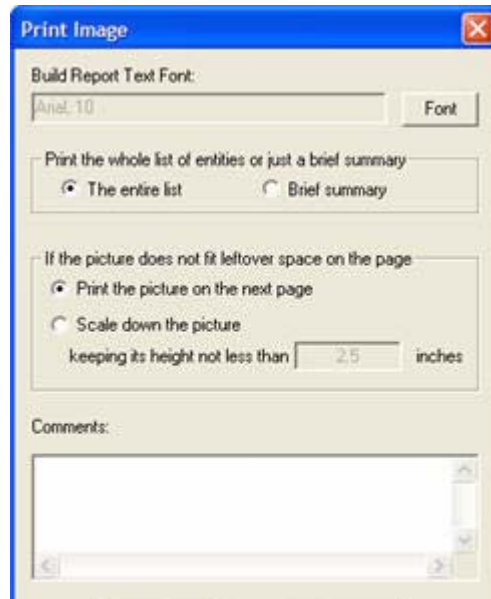 Print Image
Build Report Text Font:
Arial, 10
Font
Print the whole list of entities or just a brief summary
The entire list
Brief summary
If the picture does not fit leftover space on the page
Print the picture on the next page
Scale down the picture
keeping its height not less than 2.5 inches
Comments: